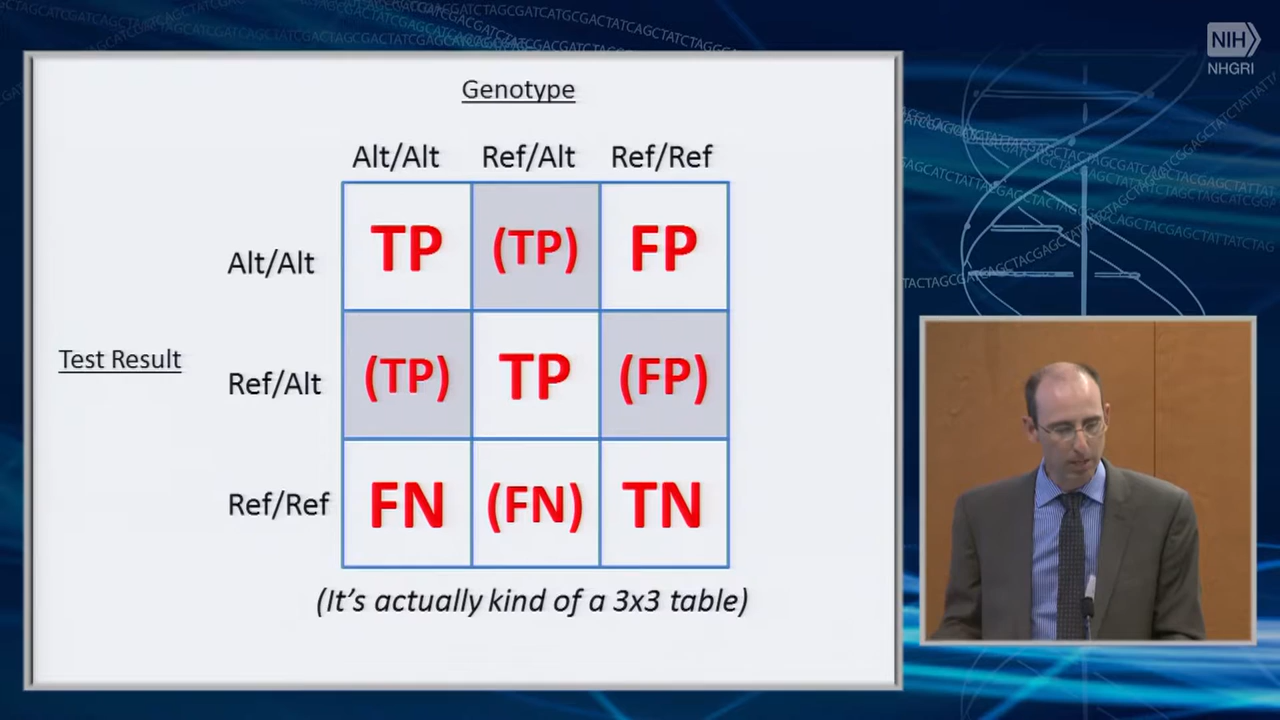 NIH
NHGRI
Genotype
Alt/Alt Ref/Alt Ref/Ref
Alt/Alt TP (TP) FP
Test Result
Ref/Alt (TP) TP (FP)
Ref/Ref FN (FN) TN
(It's actually kind of a 3x3 table)